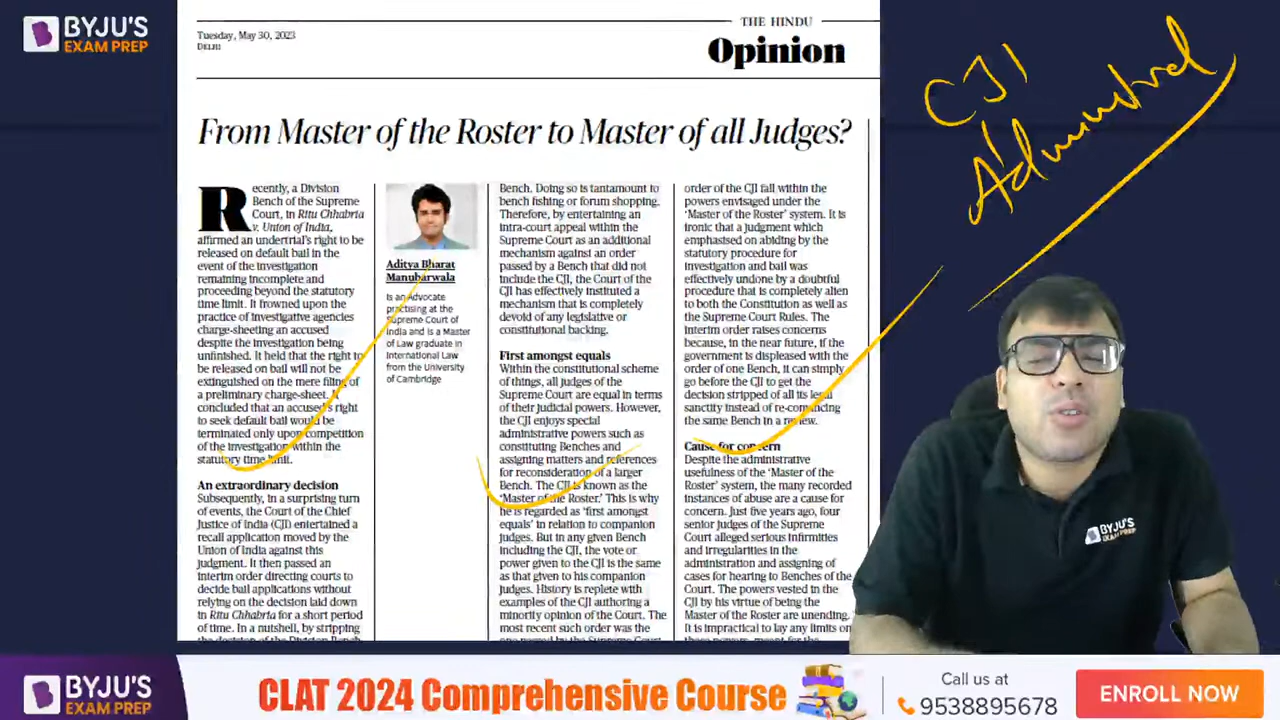 BYJU'S
EXAM PREP
Tuesday, May 30, 2023
DELHI
THE HINDU
Opinion
From Master of the Roster to Master of all Judges?
Recently, a Division
Bench of the Supreme
Court, in Ritu Chhabria
v. Union of India,
affirmed an undertrial's right to be
released on default bail in the
event of the investigation
remaining incomplete and
proceeding beyond the statutory
time limit. It frowned upon the
practice of investigative agencies
charge-sheeting an accused
despite the investigation being
unfinished. It held that the right to
be released on bail will not be
extinguished on the mere filing of
a preliminary charge-sheet. It
concluded that an accused's right
to seek default bail would be
terminated only upon competition
of the investigation within the
statutory time limit.
An extraordinary decision
Subsequently, in a surprising turn
of events, the Court of the Chief
Justice of India (CJI) entertained a
recall application moved by the
Union of India against this
judgment. It then passed an
interim order directing courts to
decide bail applications without
relying on the decision laid down
in Ritu Chhabria for a short period
of time. In a nutshell, by stripping
the decision of the Division Bench
Aditya Bharat
Manubarwala
Is an Advocate
practising at the
Supreme Court of
India and is a Master
of Law graduate in
International Law
from the University
of Cambridge
Bench. Doing so is tantamount to
bench fishing or forum shopping.
Therefore, by entertaining an
intra-court appeal within the
Supreme Court as an additional
mechanism against an order
passed by a Bench that did not
include the CJI, the Court of the
CJI has effectively instituted a
mechanism that is completely
devoid of any legislative or
constitutional backing.
First amongst equals
Within the constitutional scheme
of things, all judges of the
Supreme Court are equal in terms
of their judicial powers. However,
the CJI enjoys special
administrative powers such as
constituting Benches and
assigning matters and references
for reconsideration of a larger
Bench. The CJI is known as the
'Master of the Roster.' This is why
he is regarded as 'first amongst
equals' in relation to companion
judges. But in any given Bench
including the CJI, the vote or
power given to the CJI is the same
as that given to his companion
judges. History is replete with
examples of the CJI authoring a
minority opinion of the Court. The
most recent such order was the
one passed by the Supreme Court
order of the CJI fall within the
powers envisaged under the
'Master of the Roster' system. It is
ironic that a judgment which
emphasised on abiding by the
statutory procedure for
investigation and bail was
effectively undone by a doubtful
procedure that is completely alien
to both the Constitution as well as
the Supreme Court Rules. The
interim order raises concerns
because, in the near future, if the
government is displeased with the
order of one Bench, it can simply
go before the CJI to get the
decision stripped of all its legal
sanctity instead of re-convincing
the same Bench in a review.
Cause for concern
Despite the administrative
usefulness of the 'Master of the
Roster' system, the many recorded
instances of abuse are a cause for
concern. Just five years ago, four
senior judges of the Supreme
Court alleged serious infirmities
and irregularities in the
administration and assigning of
cases for hearing to Benches of the
Court. The powers vested in the
CJI by his virtue of being the
Master of the Roster are unending.
It is impractical to lay any limits on
CJI
BYJU'S
EXAM PREP
BYJU'S
EXAM PREP
CLAT 2024 Comprehensive Course
Call us at
9538895678
ENROLL NOW